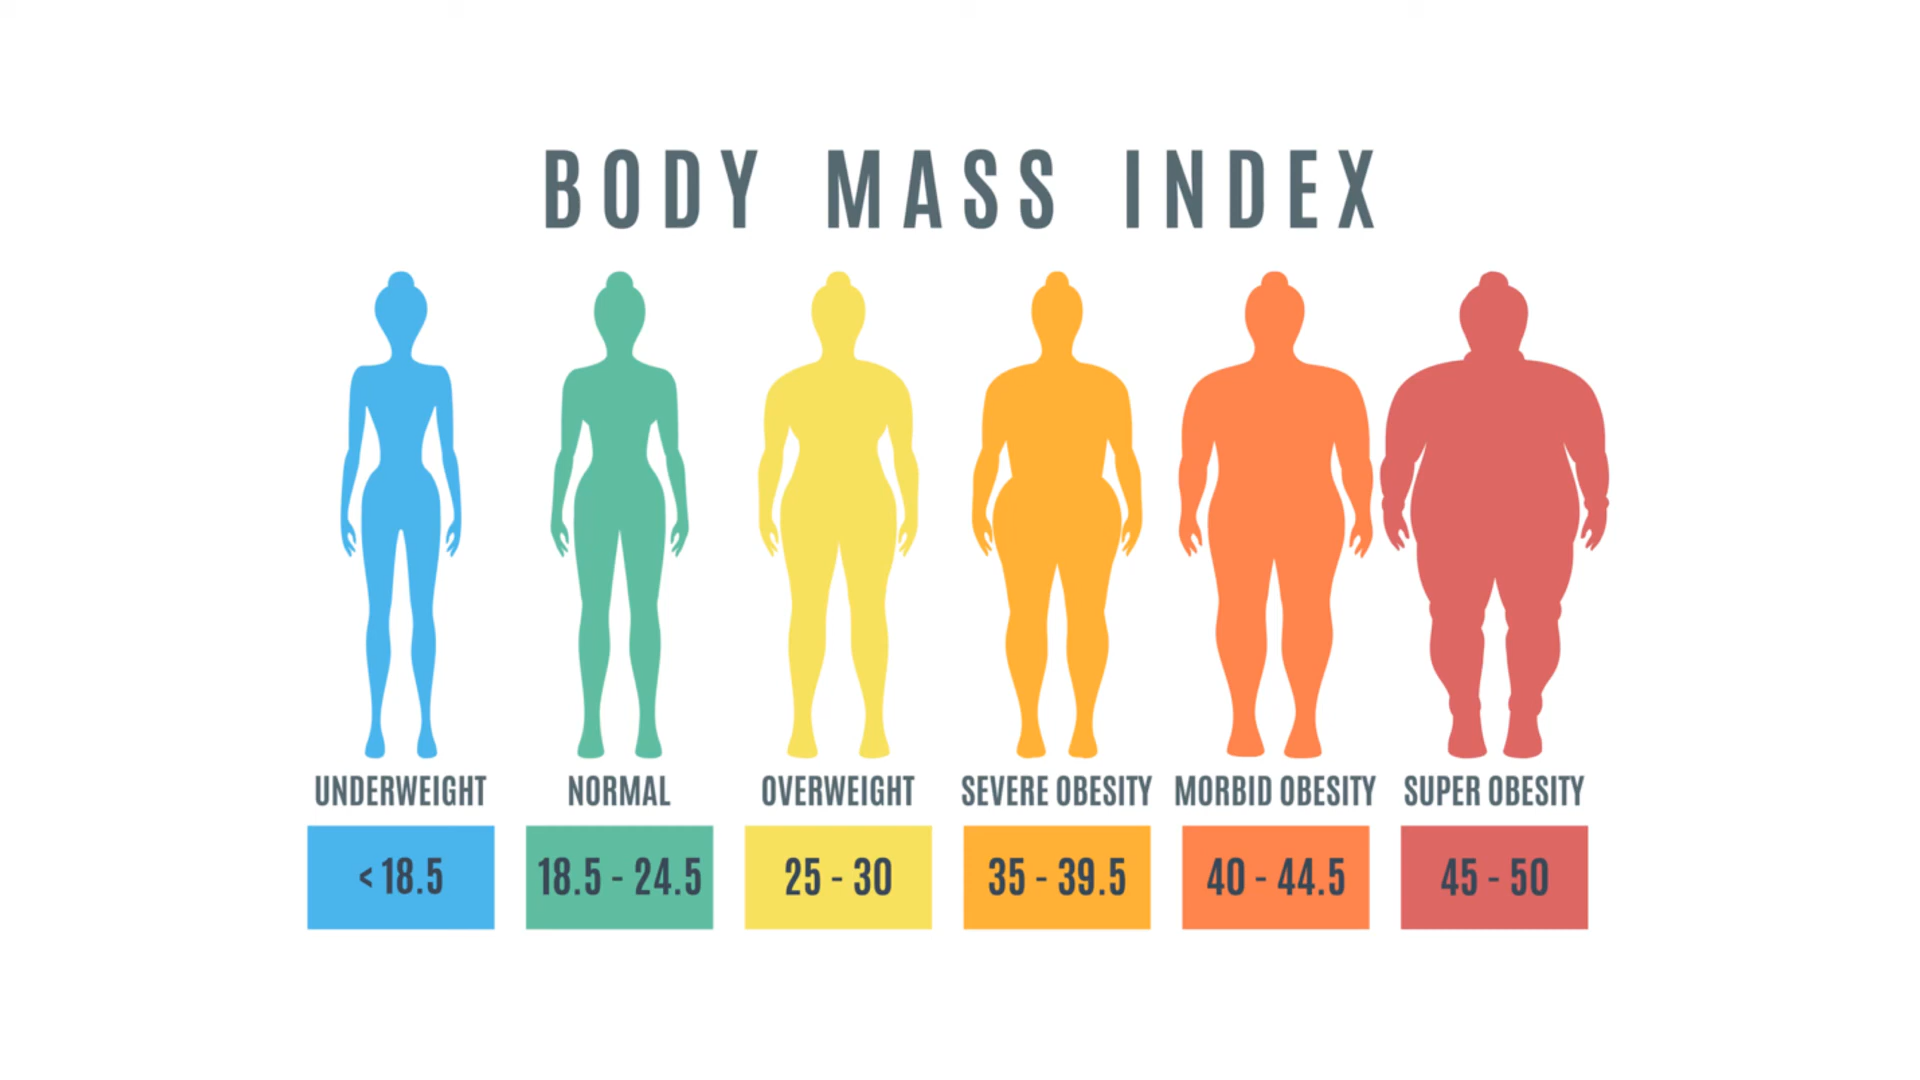 BODY MASS INDEX
UNDERWEIGHT
NORMAL
OVERWEIGHT
SEVERE OBESITY
MORBID OBESITY
SUPER OBESITY
< 18.5
18.5 - 24.5
25 - 30
35 - 39.5
40 - 44.5
45 - 50